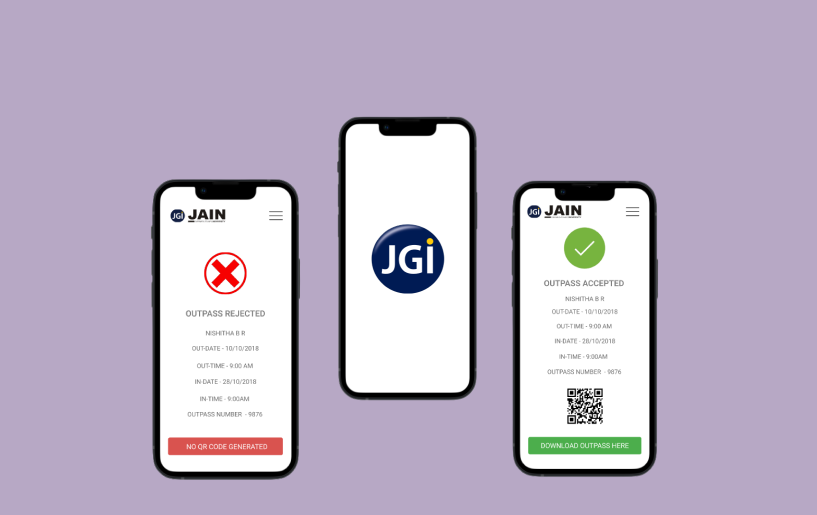 JGi JAIN
OUTPASS REJECTED
NISHITHA B R
OUT-DATE - 10/10/2018
OUT-TIME - 9:00 AM
IN-DATE - 28/10/2018
IN-TIME - 9:00AM
OUTPASS NUMBER - 9876
NO QR CODE GENERATED
JGi
JGi JAIN
OUTPASS ACCEPTED
NISHITHA B R
OUT-DATE - 10/10/2018
OUT-TIME - 9:00 AM
IN-DATE - 28/10/2018
IN-TIME - 9:00AM
OUTPASS NUMBER - 9876
DOWNLOAD OUTPASS HERE